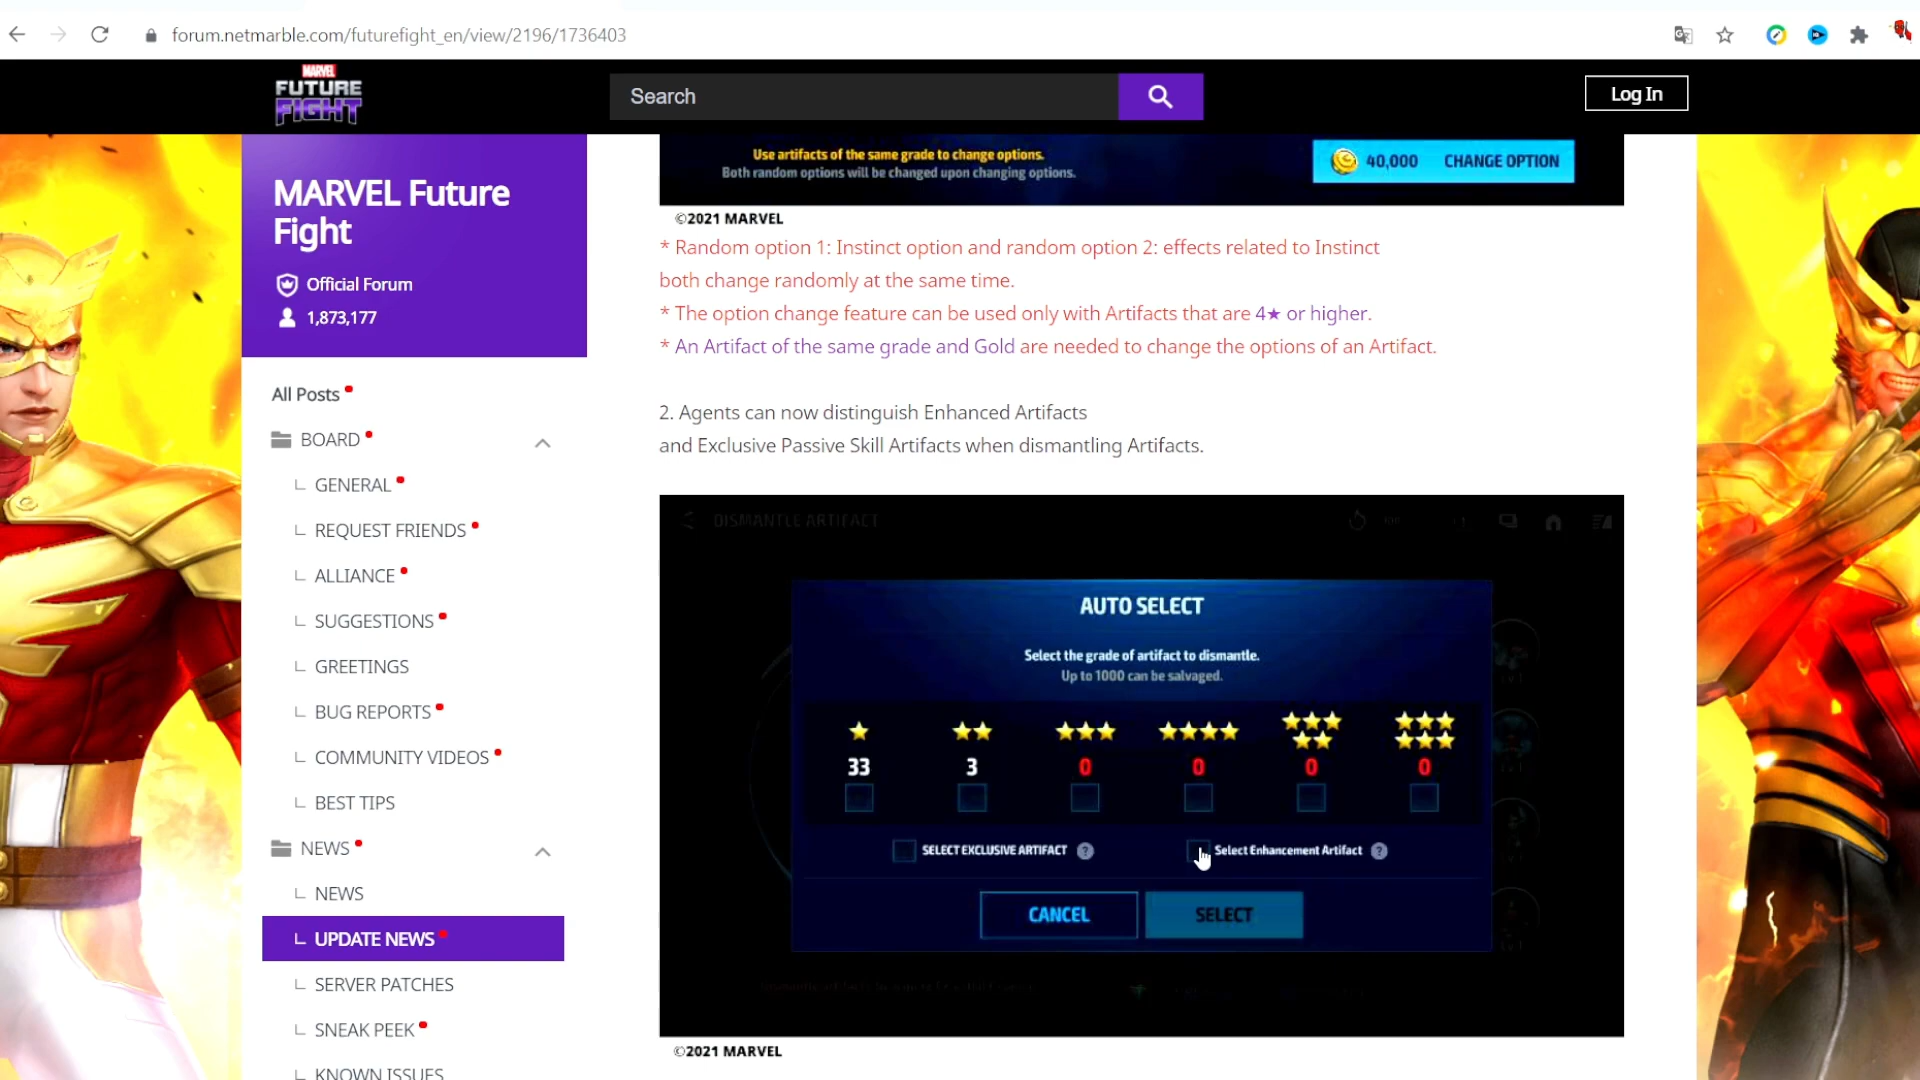 forum.netmarble.com/futurefight_en/view/2196/1736403
MARVEL
FUTURE
FIGHT
Search
Log In
MARVEL Future
Fight
Official Forum
1,873,177
All Posts
BOARD
GENERAL
REQUEST FRIENDS
ALLIANCE
SUGGESTIONS
GREETINGS
BUG REPORTS
COMMUNITY VIDEOS
BEST TIPS
NEWS
NEWS
UPDATE NEWS
SERVER PATCHES
SNEAK PEEK
KNOWN ISSUES
Use artifacts of the same grade to change options.
Both random options will be changed upon changing options.
40,000 CHANGE OPTION
©2021 MARVEL
* Random option 1: Instinct option and random option 2: effects related to Instinct
both change randomly at the same time.
* The option change feature can be used only with Artifacts that are 4★ or higher.
* An Artifact of the same grade and Gold are needed to change the options of an Artifact.
2. Agents can now distinguish Enhanced Artifacts
and Exclusive Passive Skill Artifacts when dismantling Artifacts.
DISMANTLE ARTIFACT
AUTO SELECT
Select the grade of artifact to dismantle.
Up to 1000 can be salvaged.
33 3 0 0 0 0
SELECT EXCLUSIVE ARTIFACT ? Select Enhancement Artifact ?
CANCEL SELECT
©2021 MARVEL